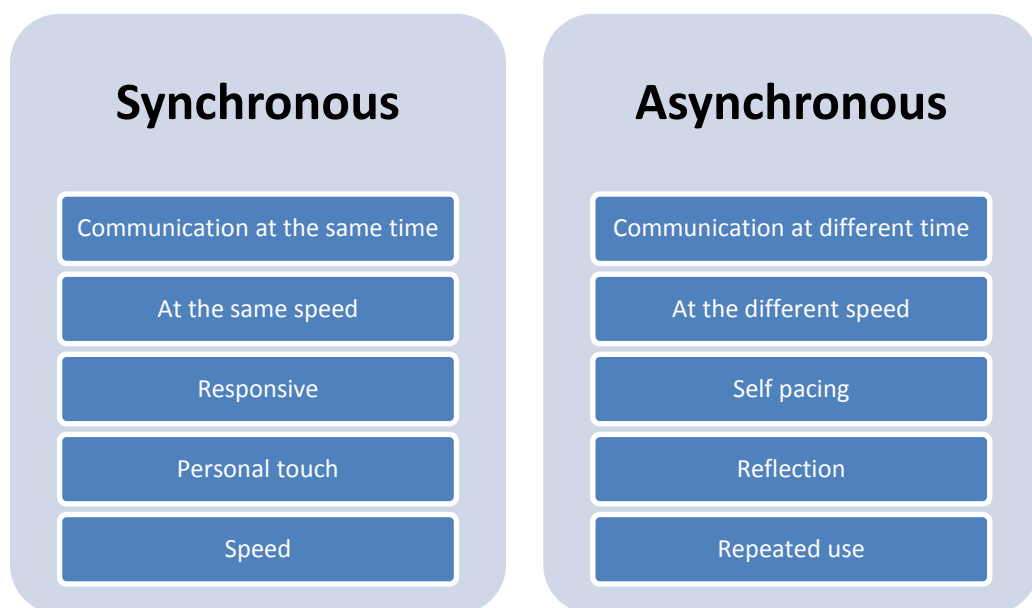 Synchronous
Communication at the same time
At the same speed
Responsive
Personal touch
Speed
Asynchronous
Communication at different time
At the different speed
Self pacing
Reflection
Repeated use